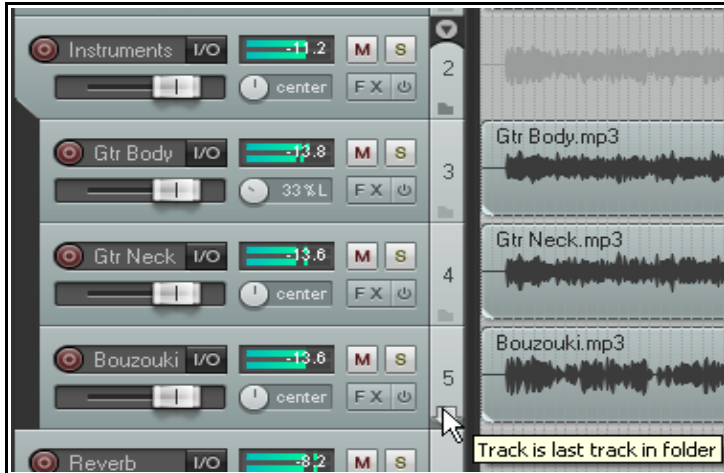 Instruments I/O -11.2 M S
center FX
2
Gtr Body I/O -13.8 M S
33%L FX
3
Gtr Body.mp3
Gtr Neck I/O -13.6 M S
center FX
4
Gtr Neck.mp3
Bouzouki I/O -13.6 M S
center FX
5
Bouzouki.mp3
Track is last track in folder
Reverb I/O -8.2 M S